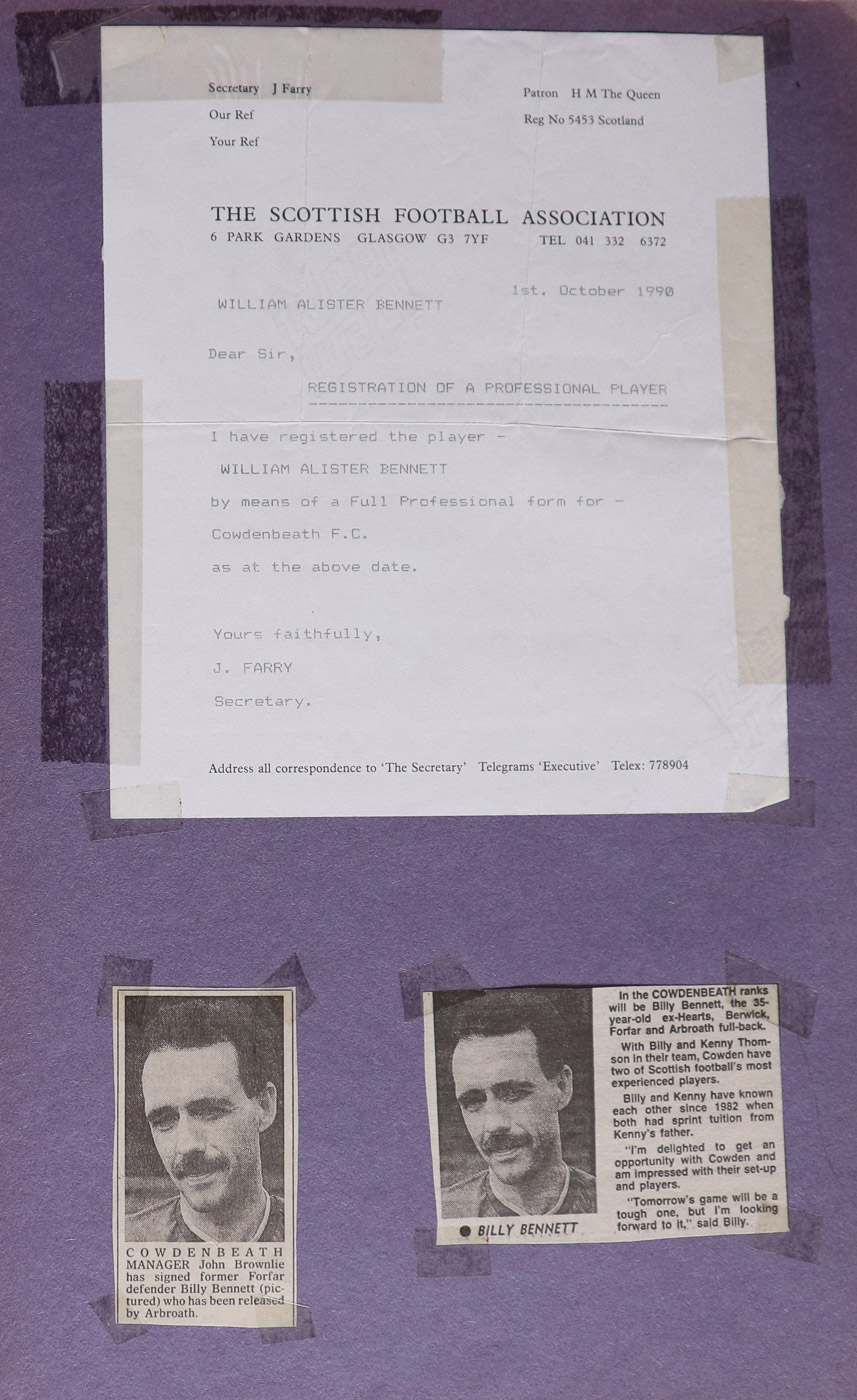 Secretary J Farry
Patron H M The Queen
Our Ref
Reg No 5453 Scotland
Your Ref
THE SCOTTISH FOOTBALL ASSOCIATION
6 PARK GARDENS GLASGOW G3 7YF TEL 041 332 6372
1st. October 1990
WILLIAM ALISTER BENNETT
Dear Sir,
REGISTRATION OF A PROFESSIONAL PLAYER
I have registered the player -
WILLIAM ALISTER BENNETT
by means of a Full Professional form for -
Cowdenbeath F.C.
as at the above date.
Yours faithfully,
J. FARRY
Secretary.
Address all correspondence to 'The Secretary' Telegrams 'Executive' Telex: 778904
COWDENBEATH
MANAGER John Brownlie
has signed former Forfar
defender Billy Bennett (pic-
tured) who has been released
by Arbroath.
● BILLY BENNETT
In the COWDENBEATH ranks
will be Billy Bennett, the 35-
year-old ex-Hearts, Berwick,
Forfar and Arbroath full-back.
With Billy and Kenny Thom-
son in their team, Cowden have
two of Scottish football's most
experienced players.
Billy and Kenny have known
each other since 1982 when
both had sprint tuition from
Kenny's father.
"I'm delighted to get an
opportunity with Cowden and
am impressed with their set-up
and players.
"Tomorrow's game will be a
tough one, but I'm looking
forward to it," said Billy.